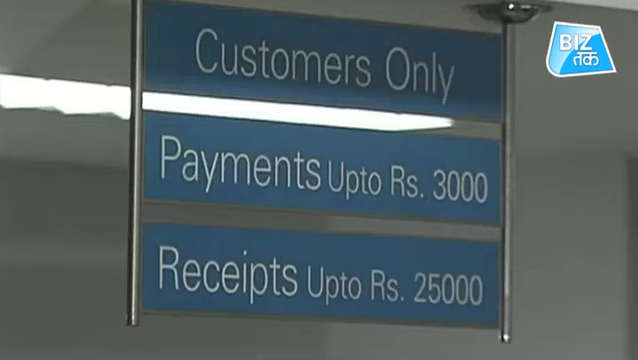 Customers Only
BIZ
तक
Payments Upto Rs. 3000
Receipts Upto Rs. 25000